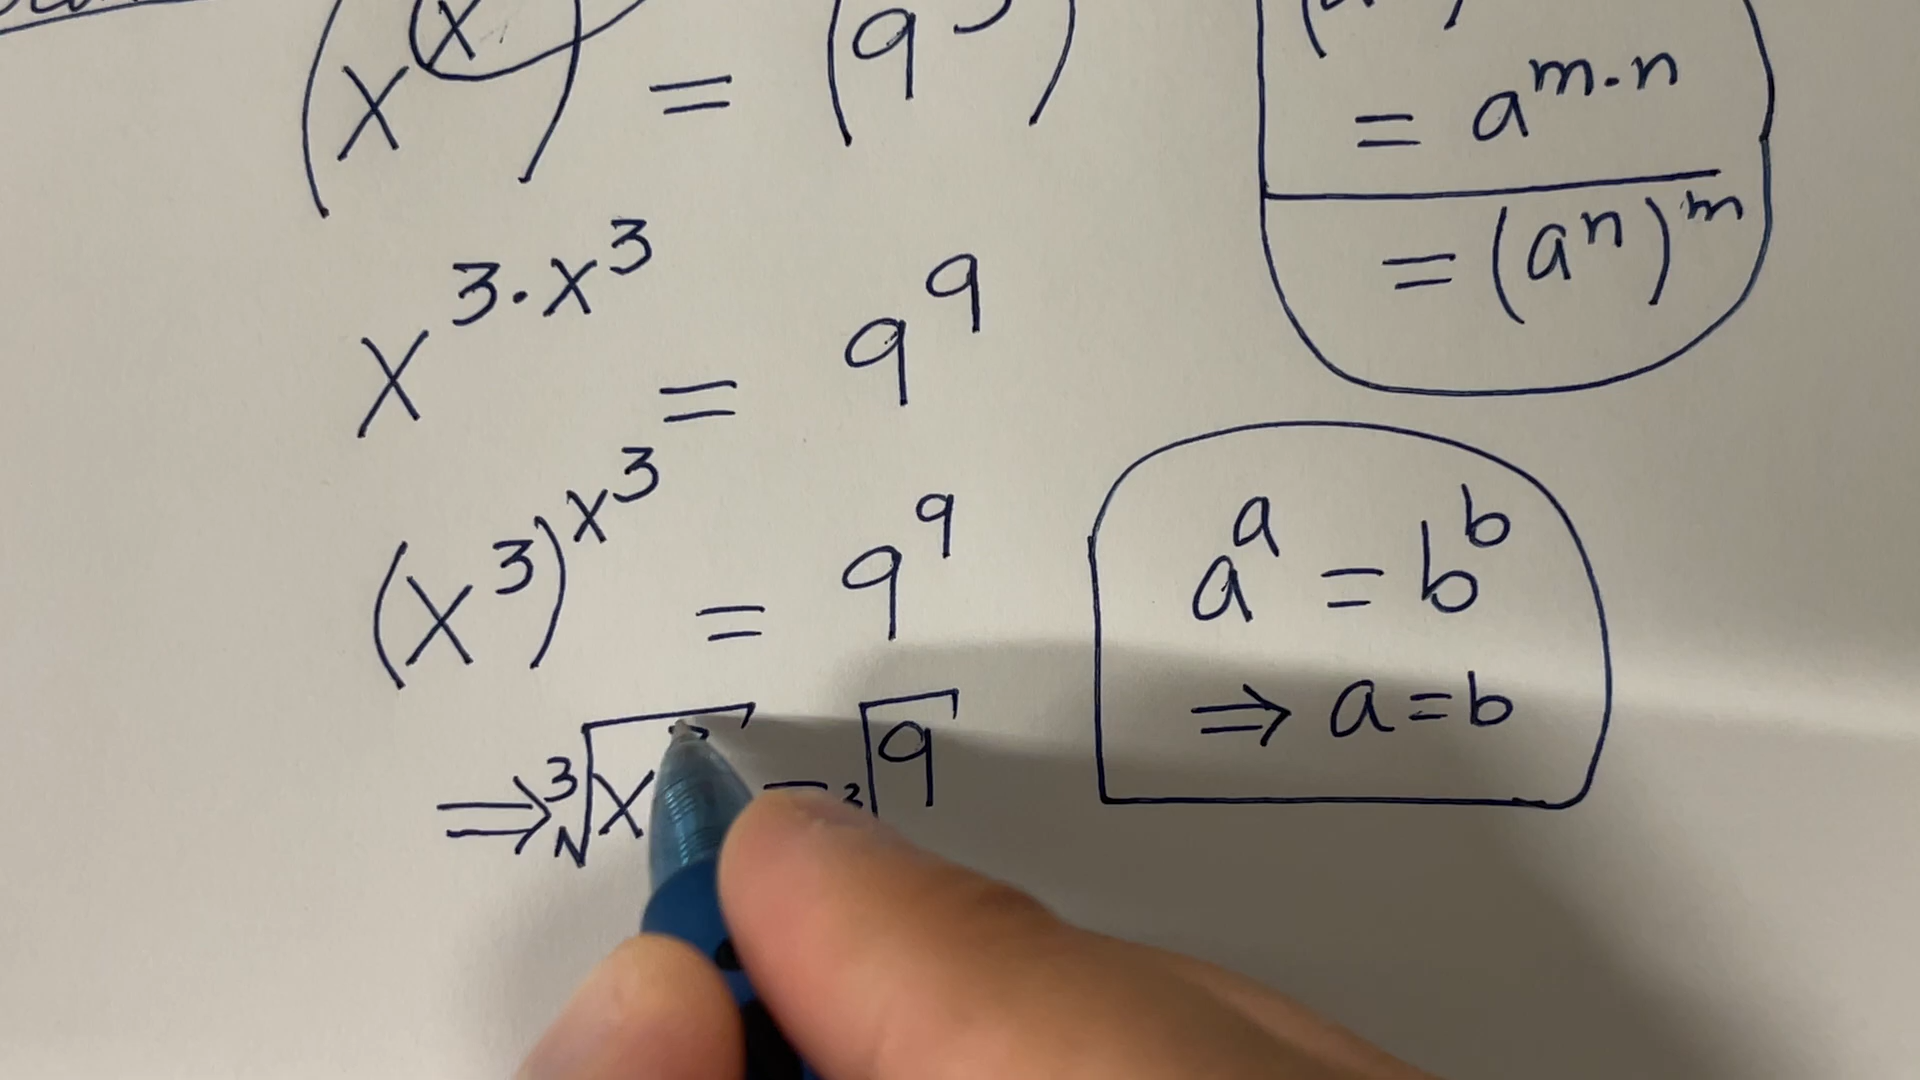 (x^(x)) = (9)
x^(3·x^3) = 9^9
(x^3)^(x^3) = 9^9
⇒ ∛x = ∛9
= a^(m·n)
= (a^n)^m
a^a = b^b
⇒ a = b